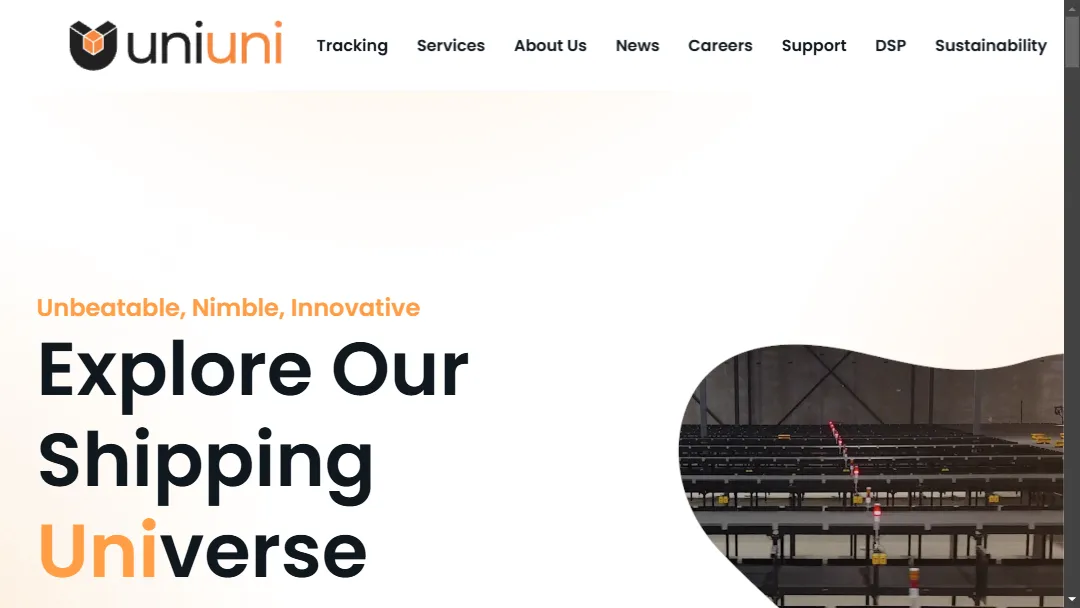 uniuni
Tracking Services About Us News Careers Support DSP Sustainability
Unbeatable, Nimble, Innovative
Explore Our
Shipping
Universe